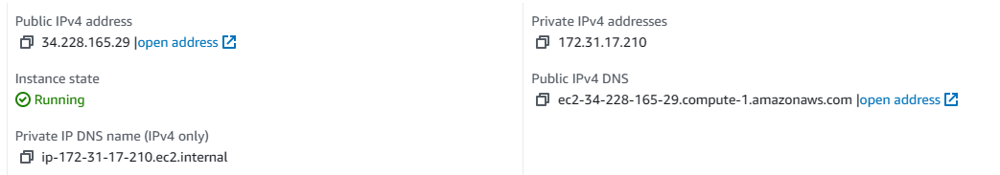 Public IPv4 address
34.228.165.29 |open address
Private IPv4 addresses
172.31.17.210
Instance state
Running
Public IPv4 DNS
ec2-34-228-165-29.compute-1.amazonaws.com |open address
Private IP DNS name (IPv4 only)
ip-172-31-17-210.ec2.internal